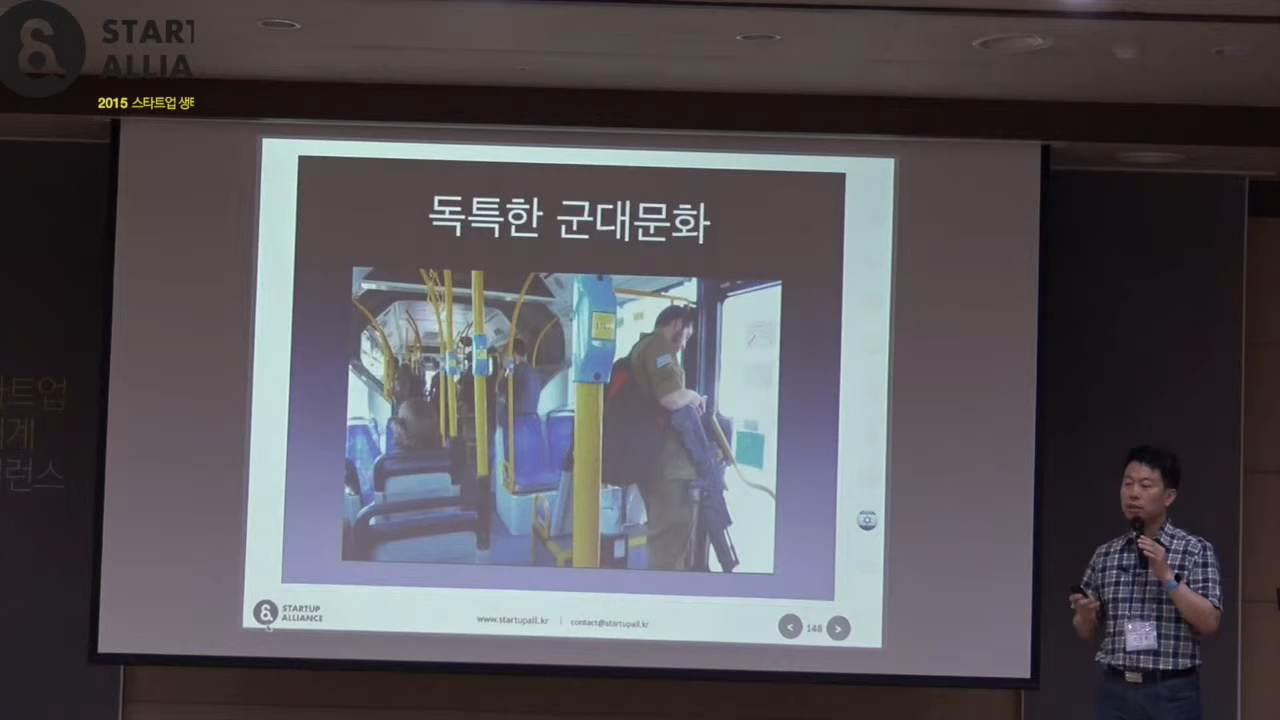 START
ALLIA
2015 스타트업 생태
독특한 군대문화
STARTUP
ALLIANCE
www.startupall.kr | contact@startupall.kr
< 148 >